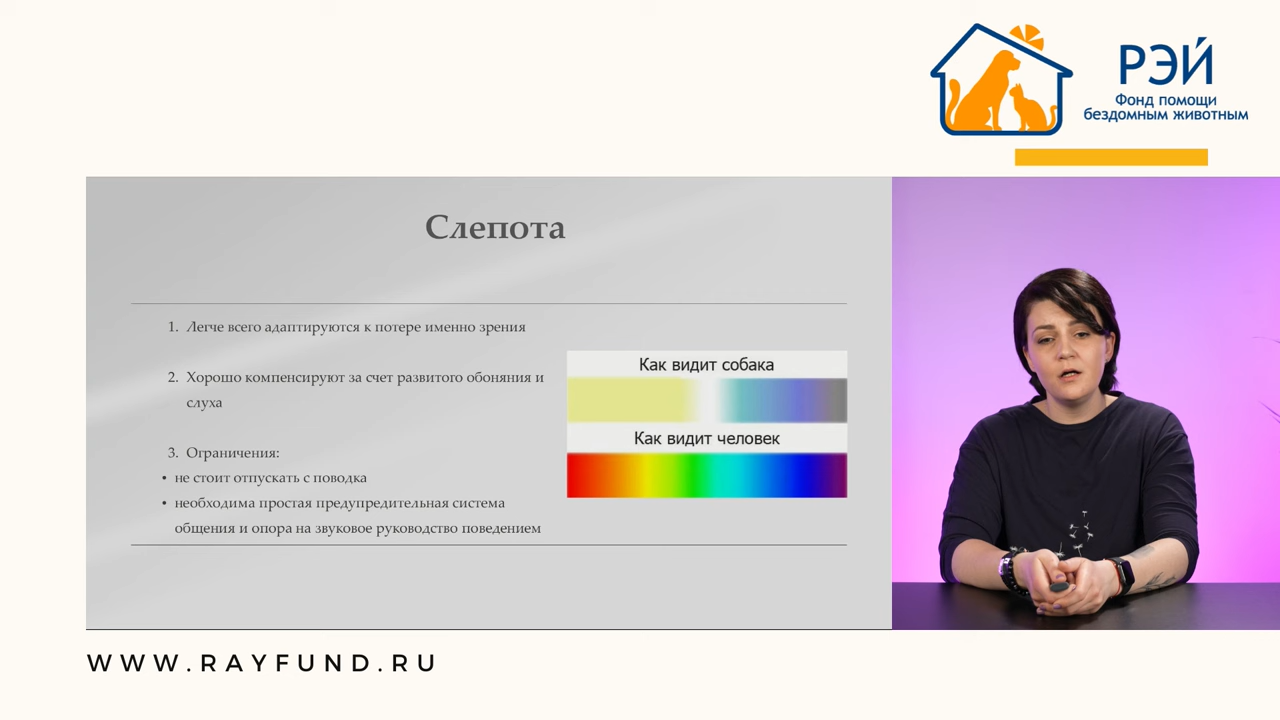 РЭЙ
Фонд помощи
бездомным животным
Слепота
1. Легче всего адаптируются к потере именно зрения
2. Хорошо компенсируют за счет развитого обоняния и
слуха
3. Ограничения:
• не стоит отпускать с поводка
• необходима простая предупредительная система
общения и опора на звуковое руководство поведением
Как видит собака
Как видит человек
WWW.RAYFUND.RU